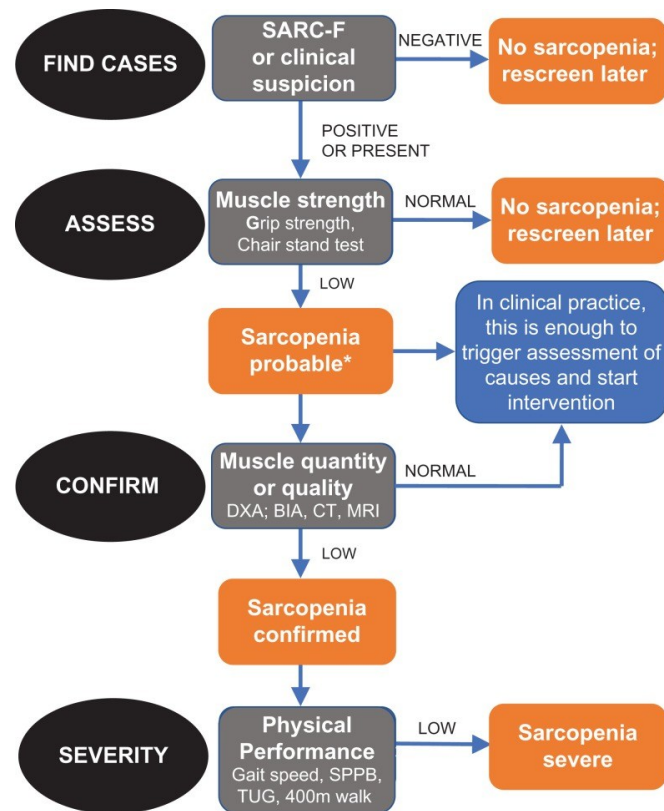 FIND CASES
SARC-F
or clinical
suspicion
NEGATIVE
No sarcopenia;
rescreen later
POSITIVE
OR PRESENT
ASSESS
Muscle strength
Grip strength,
Chair stand test
NORMAL
No sarcopenia;
rescreen later
LOW
Sarcopenia
probable*
In clinical practice,
this is enough to
trigger assessment of
causes and start
intervention
CONFIRM
Muscle quantity
or quality
DXA; BIA, CT, MRI
NORMAL
LOW
Sarcopenia
confirmed
SEVERITY
Physical
Performance
Gait speed, SPPB,
TUG, 400m walk
LOW
Sarcopenia
severe